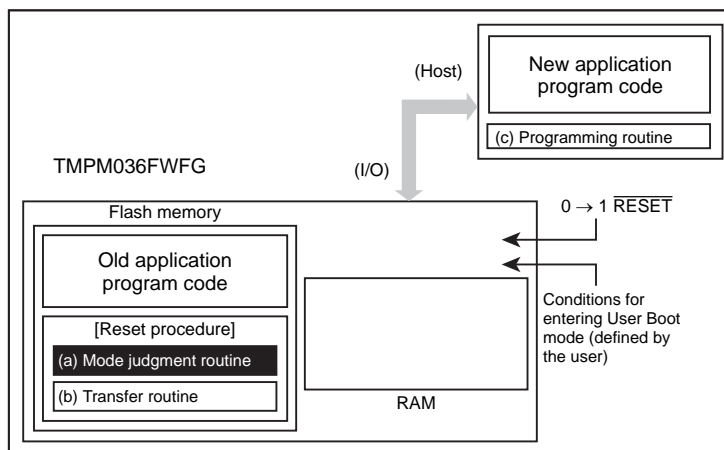 (Host)
New application
program code
(c) Programming routine
TMPM036FWFG
(I/O)
0 → 1 RESET
Flash memory
Old application
program code
[Reset procedure]
(a) Mode judgment routine
(b) Transfer routine
RAM
Conditions for
entering User Boot
mode (defined by
the user)